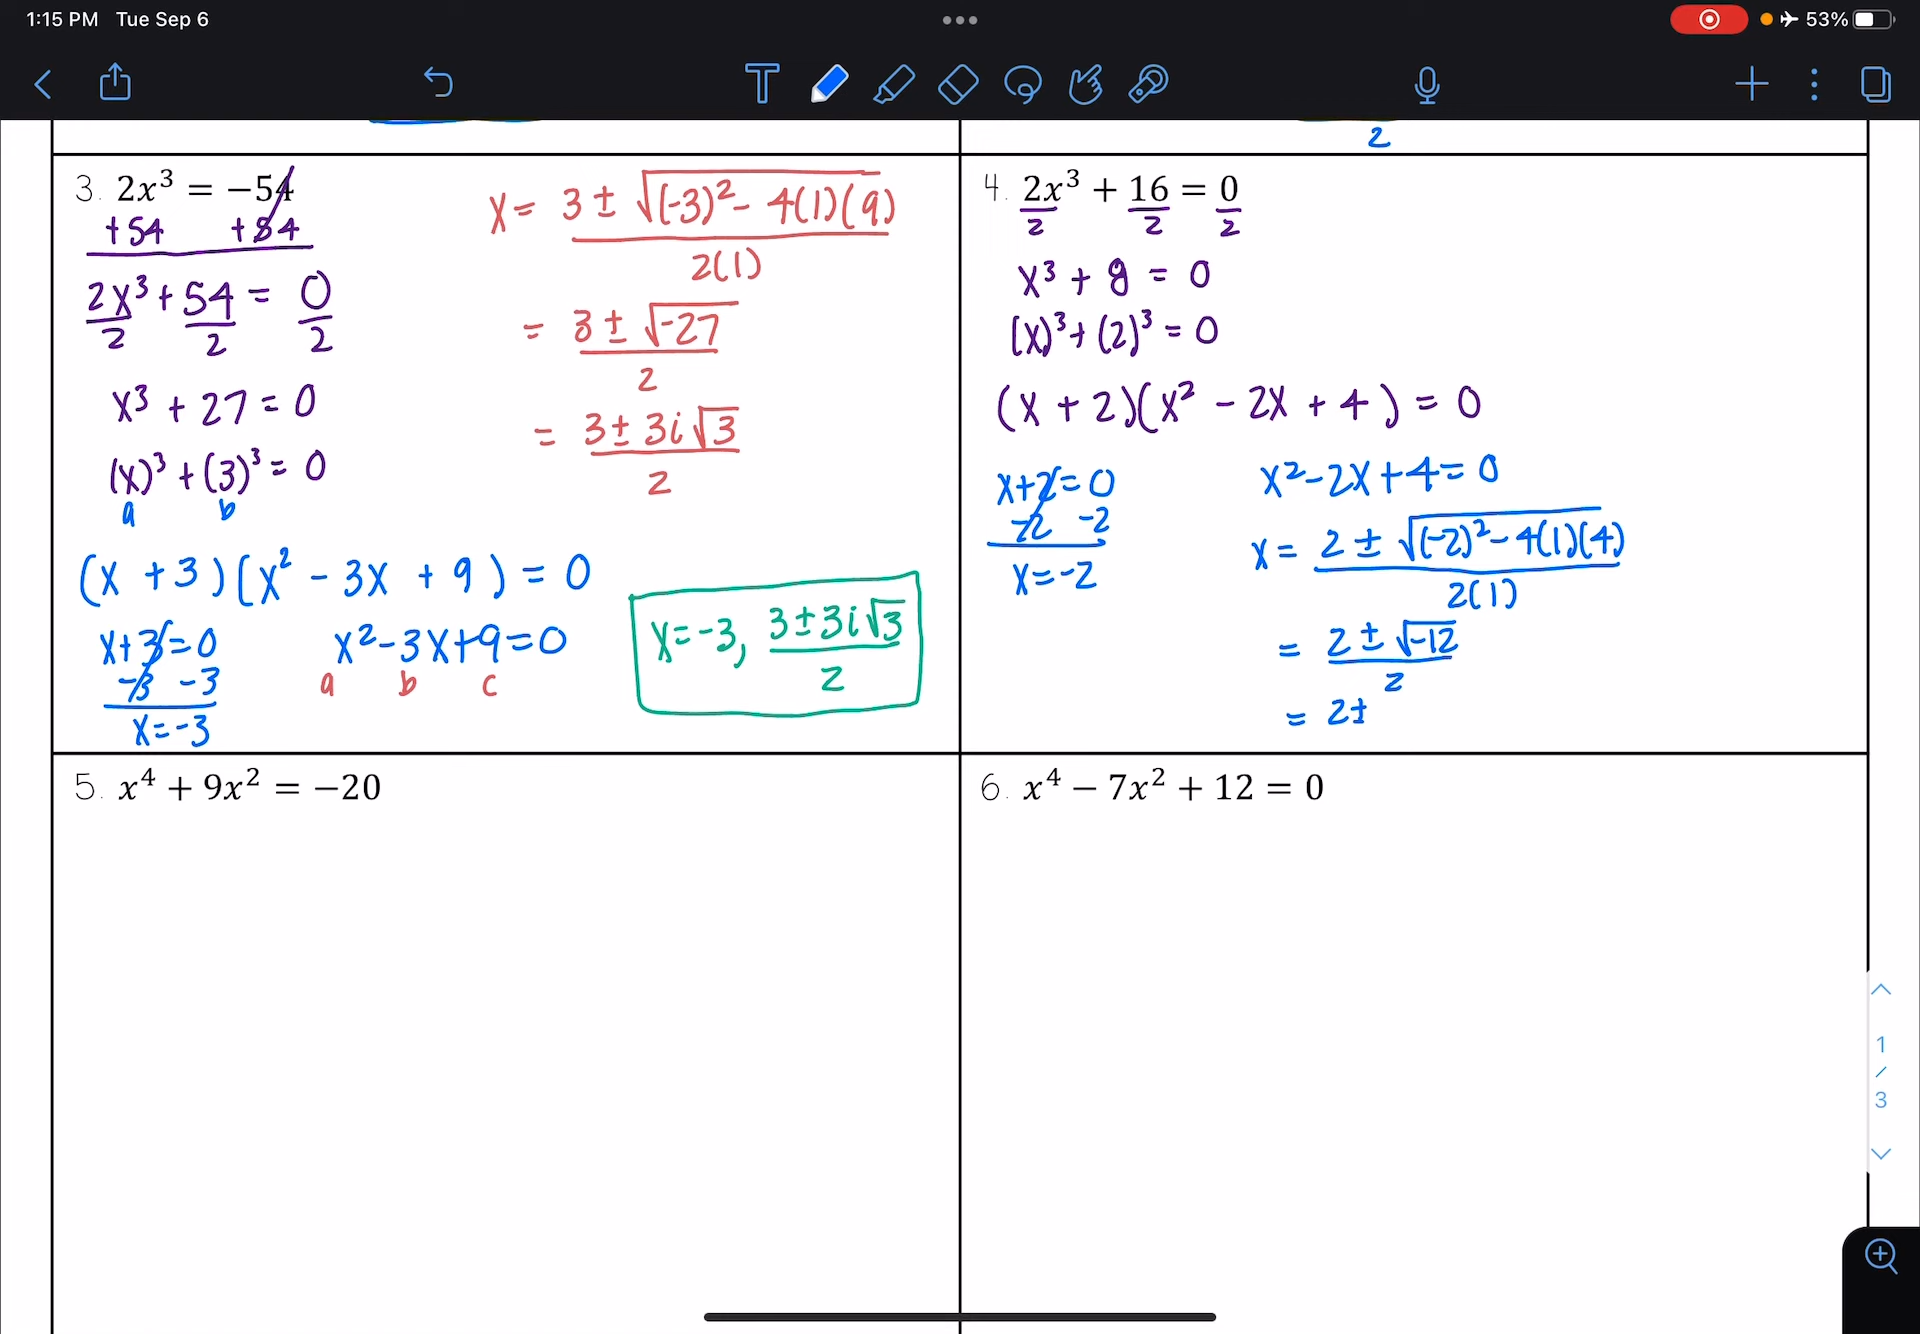 1:15 PM Tue Sep 6
53%
2
3. 2x³ = −54
+54 +54
2x³ + 54 = 0
2 2 2
x³ + 27 = 0
(x)³ + (3)³ = 0
a b
(x + 3)(x² − 3x + 9) = 0
x+3=0
−3 −3
x=−3
x²−3x+9=0
a b c
x = 3 ± √(-3)² − 4(1)(9)
2(1)
= 3 ± √-27
2
= 3 ± 3i√3
2
x=−3, 3±3i√3
2
4. 2x³ + 16 = 0
2 2 2
x³ + 8 = 0
(x)³ + (2)³ = 0
(x + 2)(x² − 2x + 4) = 0
x+2=0
−2 −2
x=−2
x²−2x+4=0
x = 2 ± √(-2)²−4(1)(4)
2(1)
= 2 ± √-12
2
= 2±
5. x⁴ + 9x² = −20
6. x⁴ − 7x² + 12 = 0
1
/
3